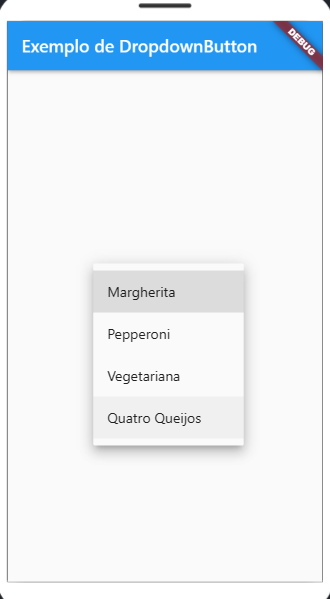 Exemplo de DropdownButton
DEBUG
Margherita
Pepperoni
Vegetariana
Quatro Queijos